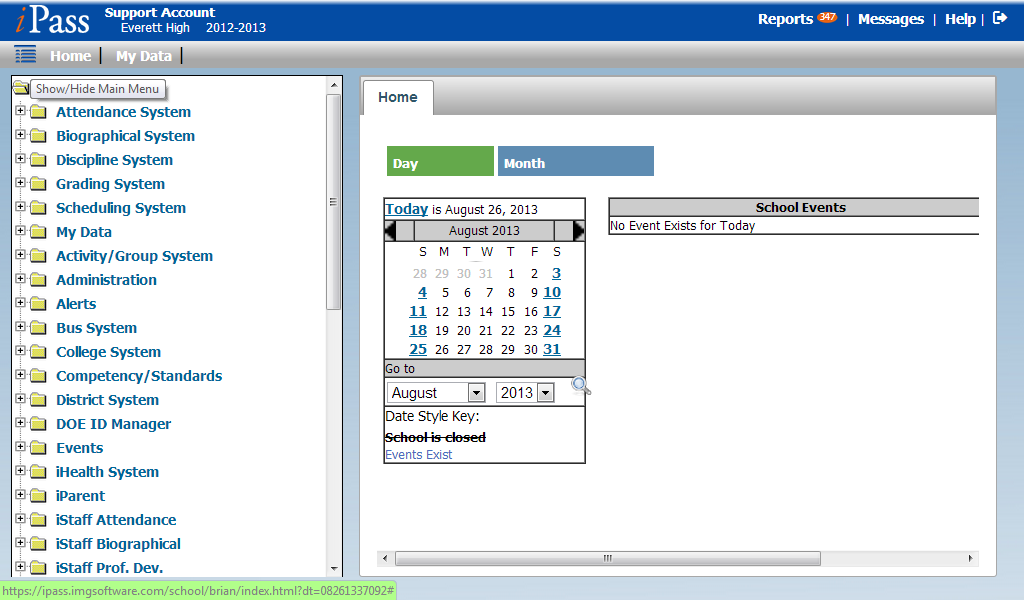 iPass
Support Account
Everett High 2012-2013
Reports 347 | Messages | Help |
Home | My Data |
Show/Hide Main Menu
Attendance System
Biographical System
Discipline System
Grading System
Scheduling System
My Data
Activity/Group System
Administration
Alerts
Bus System
College System
Competency/Standards
District System
DOE ID Manager
Events
iHealth System
iParent
iStaff Attendance
iStaff Biographical
iStaff Prof. Dev.
Home
Day Month
Today is August 26, 2013
August 2013
S M T W T F S
28 29 30 31 1 2 3
4 5 6 7 8 9 10
11 12 13 14 15 16 17
18 19 20 21 22 23 24
25 26 27 28 29 30 31
Go to
August 2013
Date Style Key:
School is closed
Events Exist
School Events
No Event Exists for Today
https://ipass.imgsoftware.com/school/brian/index.html?dt=08261337092#